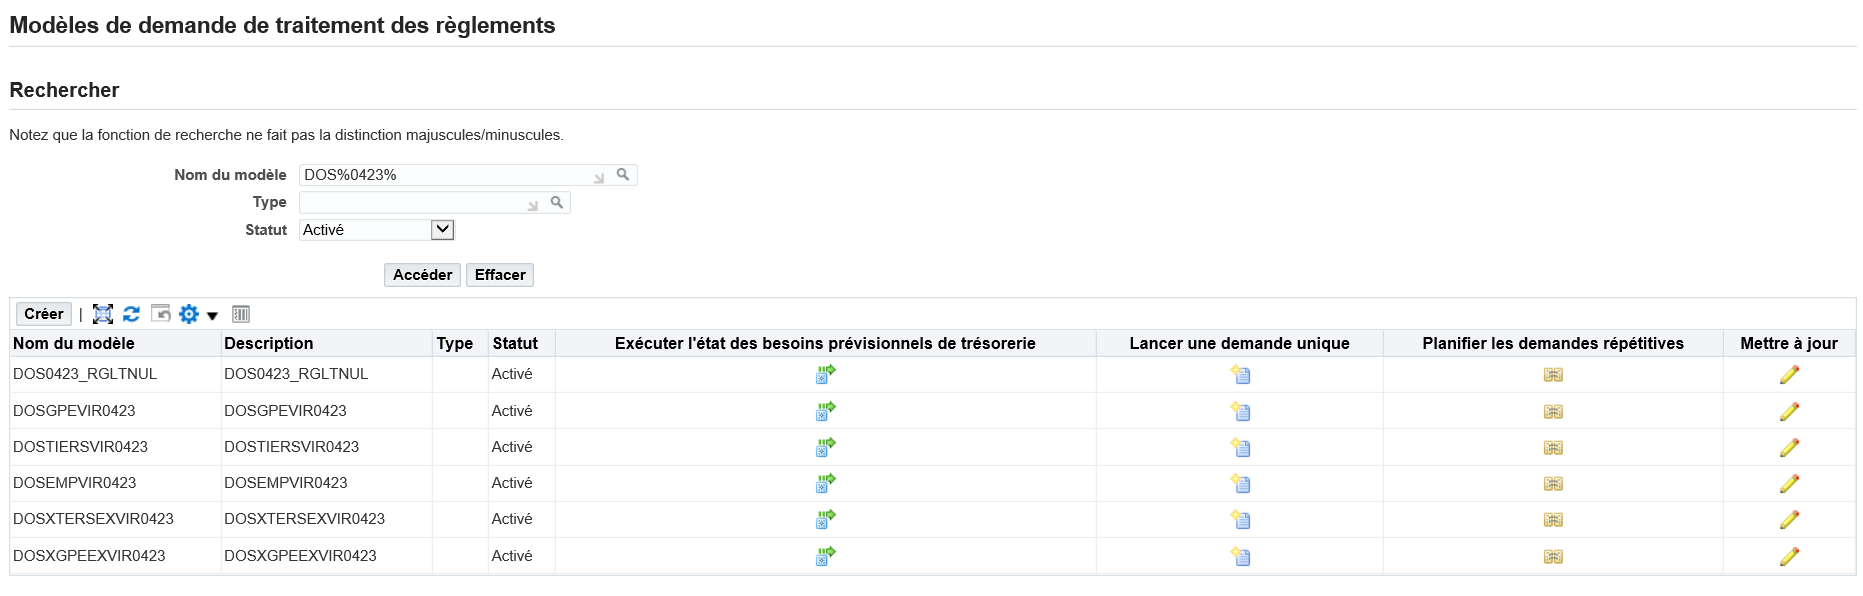 Modèles de demande de traitement des règlements
Rechercher
Notez que la fonction de recherche ne fait pas la distinction majuscules/minuscules.
Nom du modèle DOS%0423%
Type
Statut Activé
Accéder Effacer
Créer |
Nom du modèle Description Type Statut Exécuter l'état des besoins prévisionnels de trésorerie Lancer une demande unique Planifier les demandes répétitives Mettre à jour
DOS0423_RGLTNUL DOS0423_RGLTNUL Activé
DOSGPEVIR0423 DOSGPEVIR0423 Activé
DOSTIERSVIR0423 DOSTIERSVIR0423 Activé
DOSEMPVIR0423 DOSEMPVIR0423 Activé
DOSXTERSEXVIR0423 DOSXTERSEXVIR0423 Activé
DOSXGPEEXVIR0423 DOSXGPEEXVIR0423 Activé